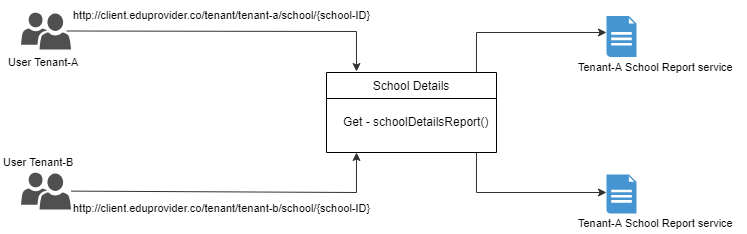 http://client.eduprovider.co/tenant/tenant-a/school/{school-ID}
User Tenant-A
Tenant-A School Report service
School Details
Get - schoolDetailsReport()
User Tenant-B
http://client.eduprovider.co/tenant/tenant-b/school/{school-ID}
Tenant-A School Report service